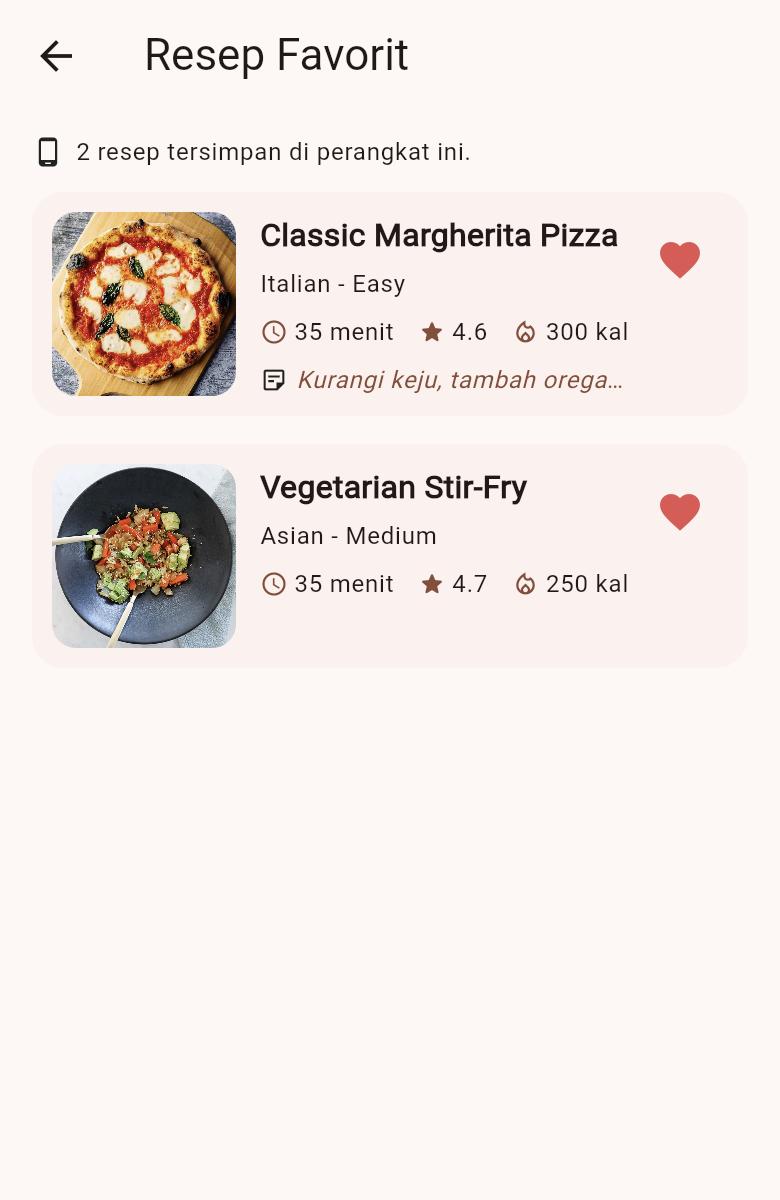 Resep Favorit
2 resep tersimpan di perangkat ini.
Classic Margherita Pizza
Italian - Easy
35 menit 4.6 300 kal
Kurangi keju, tambah orega…
Vegetarian Stir-Fry
Asian - Medium
35 menit 4.7 250 kal